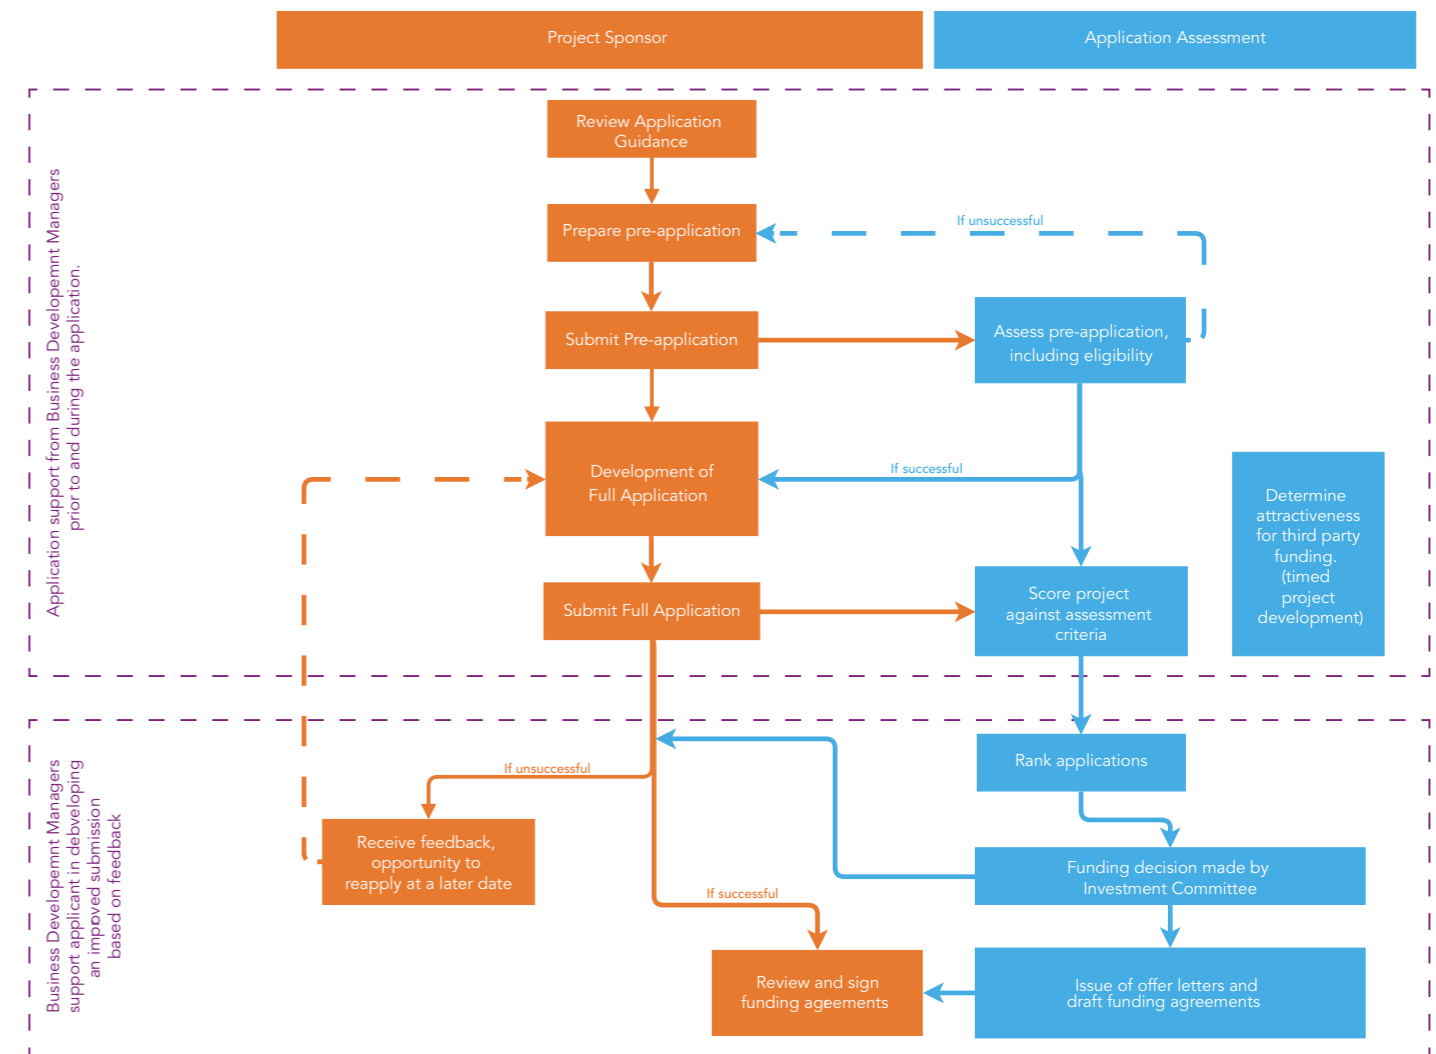 Project Sponsor
Application Assessment
Application support from Business Developemnt Managers
prior to and during the application.
Review Application
Guidance
Prepare pre-application
If unsuccessful
Submit Pre-application
Assess pre-application,
including eligibility
Development of
Full Application
If successful
Determine
attractiveness
for third party
funding.
(timed
project
development)
Submit Full Application
Score project
against assessment
criteria
Business Developemnt Managers
support applicant in debveloping
an improved submission
based on feedback
Rank applications
If unsuccessful
Receive feedback,
opportunity to
reapply at a later date
Funding decision made by
Investment Committee
If successful
Review and sign
funding agreements
Issue of offer letters and
draft funding agreements